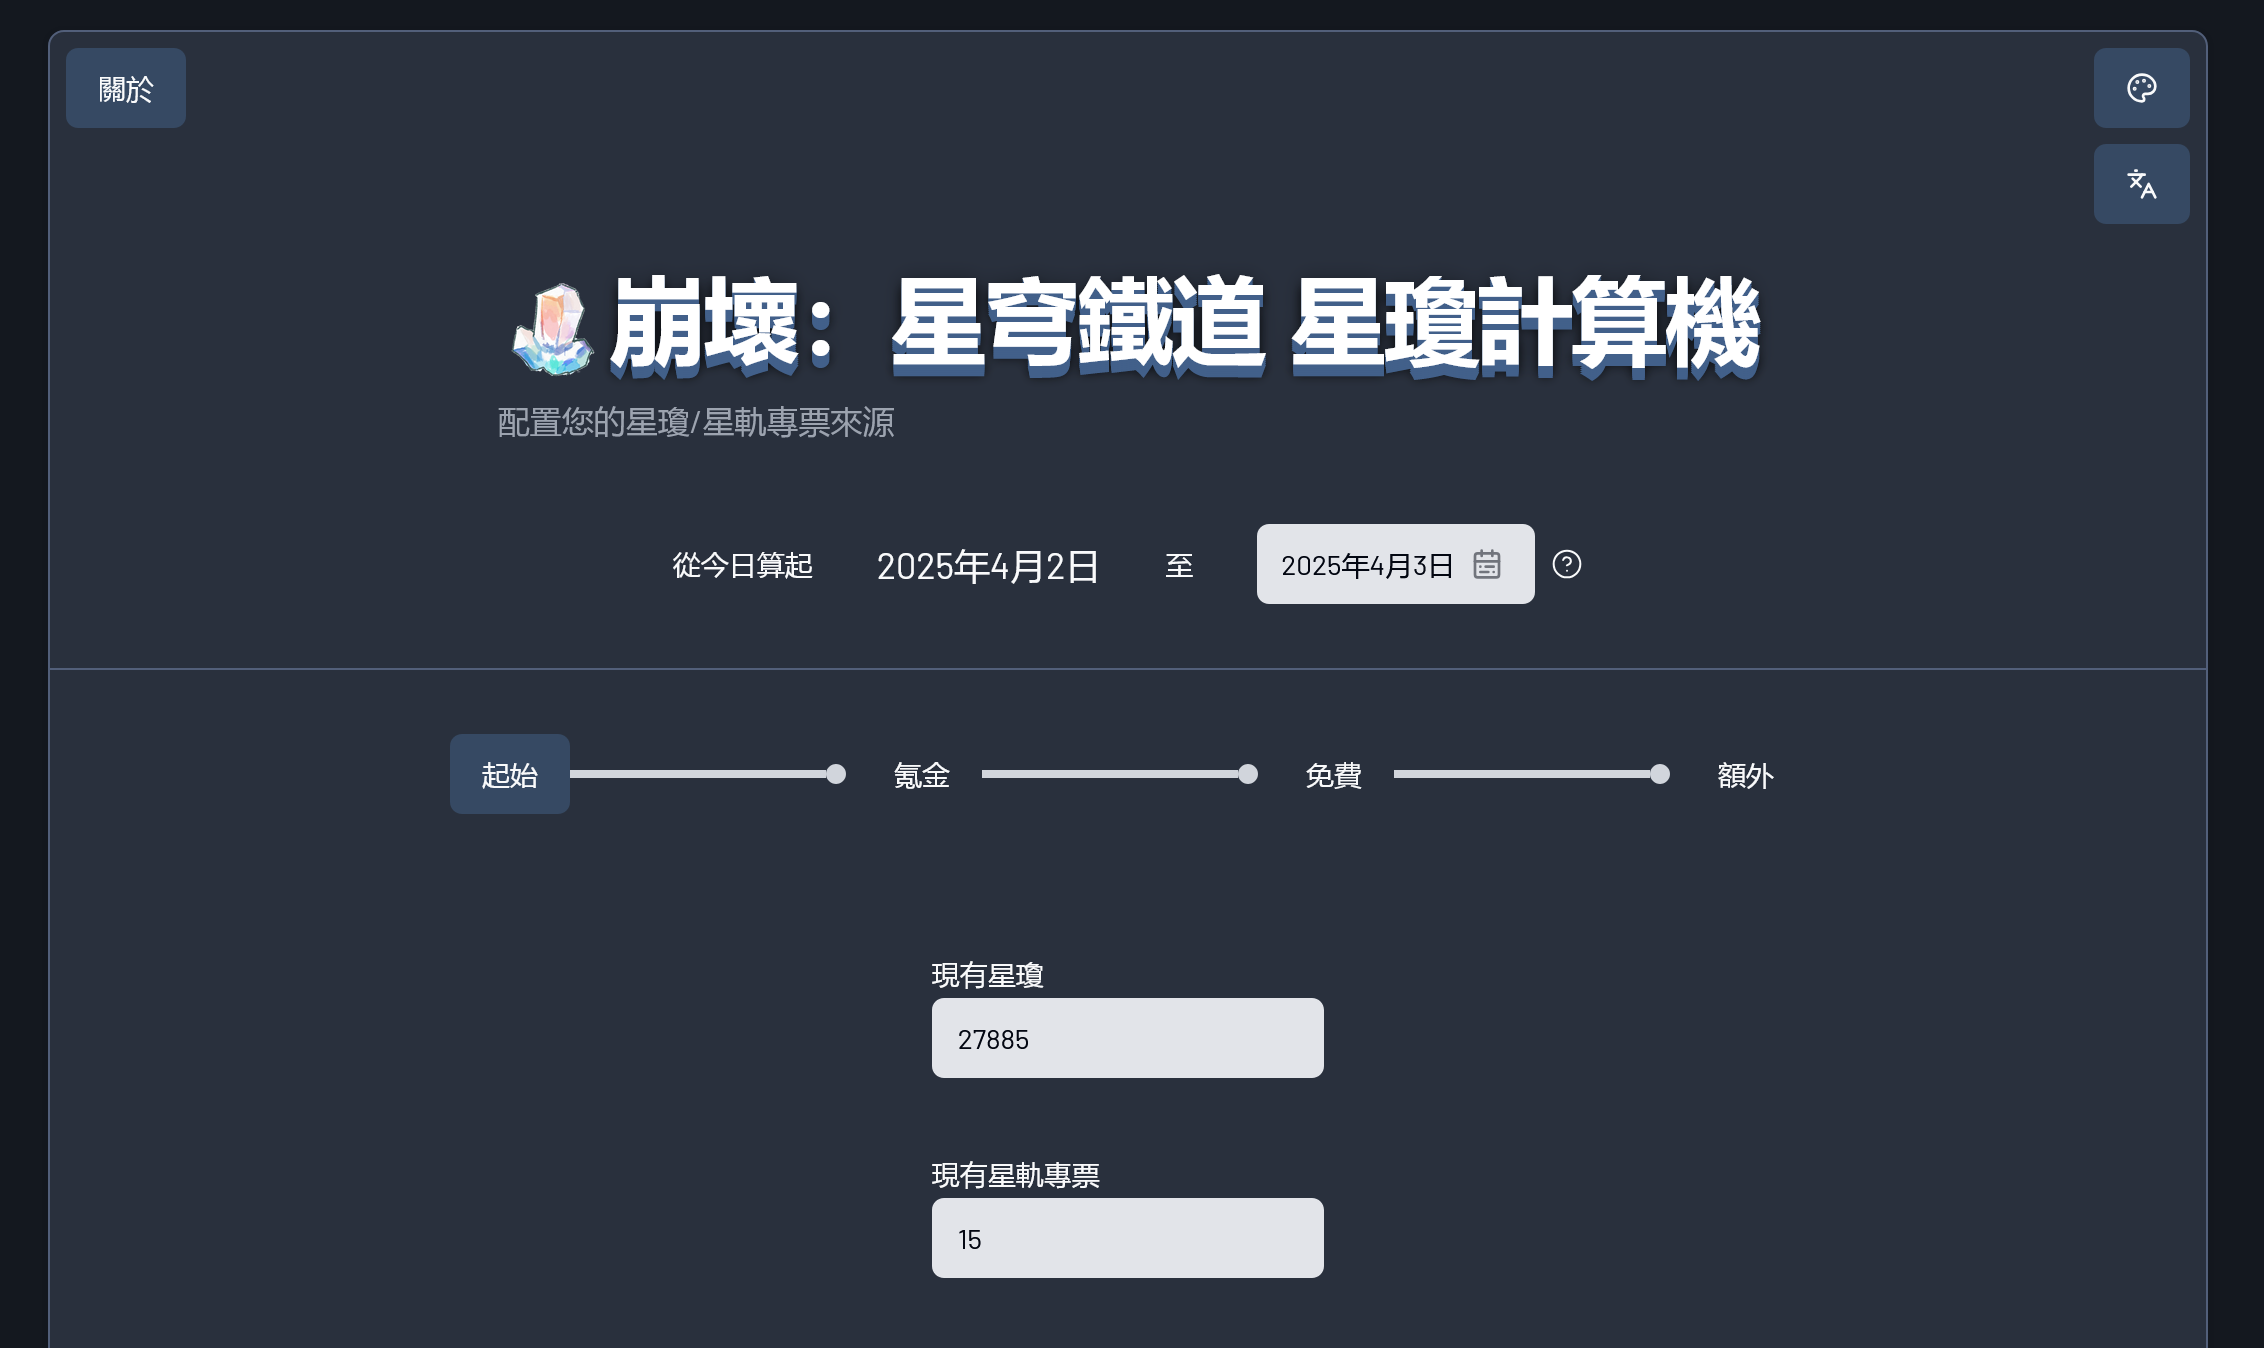 關於
崩壞：星穹鐵道 星瓊計算機
配置您的星瓊/星軌專票來源
從今日算起 2025年4月2日 至 2025年4月3日
起始 氪金 免費 額外
現有星瓊
27885
現有星軌專票
15